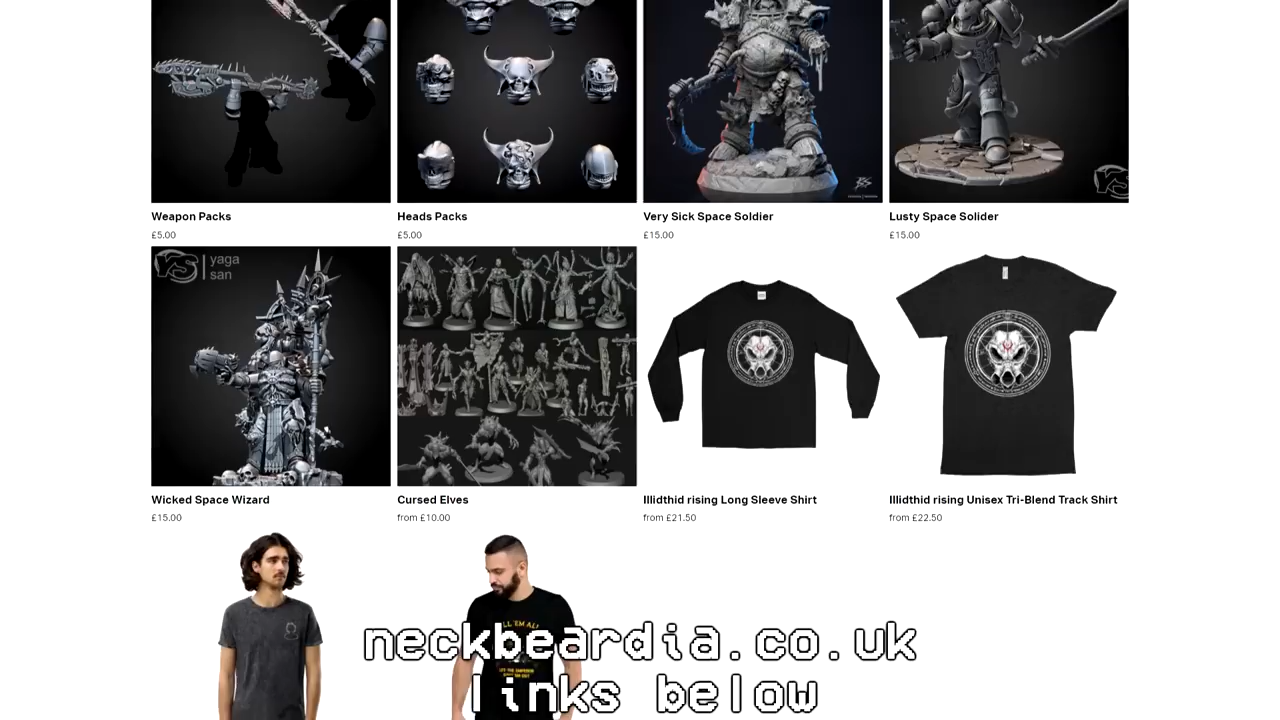 Weapon Packs
£5.00
Heads Packs
£5.00
Very Sick Space Soldier
£15.00
Lusty Space Solider
£15.00
yaga
san
Wicked Space Wizard
£15.00
Cursed Elves
from £10.00
Illidthid rising Long Sleeve Shirt
from £21.50
Illidthid rising Unisex Tri-Blend Track Shirt
from £22.50
neckbeardia.co.uk
links below